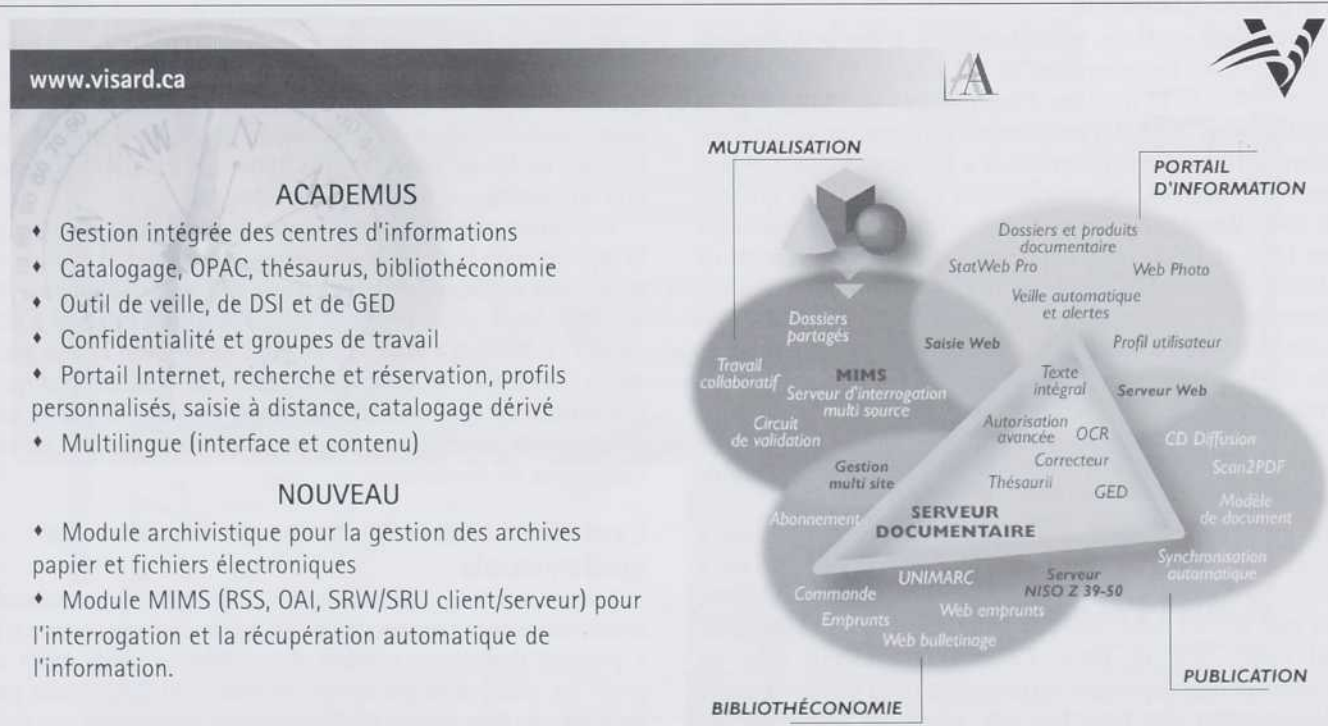 www.visard.ca
ACADEMUS
• Gestion intégrée des centres d'informations
• Catalogage, OPAC, thésaurus, bibliothéconomie
• Outil de veille, de DSI et de GED
• Confidentialité et groupes de travail
• Portail Internet, recherche et réservation, profils
personnalisés, saisie à distance, catalogage dérivé
• Multilingue (interface et contenu)
NOUVEAU
• Module archivistique pour la gestion des archives
papier et fichiers électroniques
• Module MIMS (RSS, OAI, SRW/SRU client/serveur) pour
l'interrogation et la récupération automatique de
l'information.
MUTUALISATION
PORTAIL
D'INFORMATION
Dossiers et produits
documentaire
StatWeb Pro
Web Photo
Veille automatique
et alertes
Profil utilisateur
Saisie Web
Dossiers
partagés
Travail
collaboratif
MIMS
Serveur d'interrogation
multi source
Circuit
de validation
Texte
intégral
Serveur Web
Autorisation
avancée
OCR
Correcteur
Thésaurii
GED
CD Diffusion
Scan2PDF
Modèle
de document
Synchronisation
automatique
Gestion
multi site
Abonnement
SERVEUR
DOCUMENTAIRE
UNIMARC
Serveur
NISO Z 39-50
Commande
Emprunts
Web emprunts
Web bulletinage
PUBLICATION
BIBLIOTHÉCONOMIE